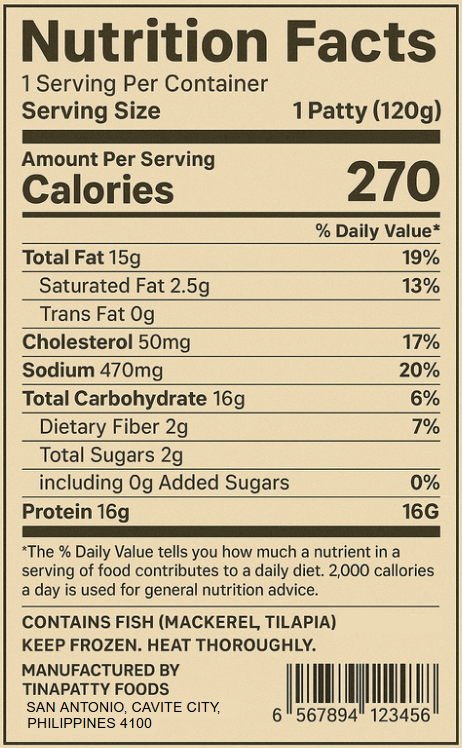 Nutrition Facts
1 Serving Per Container
Serving Size 1 Patty (120g)
Amount Per Serving
Calories 270
% Daily Value*
Total Fat 15g 19%
Saturated Fat 2.5g 13%
Trans Fat 0g
Cholesterol 50mg 17%
Sodium 470mg 20%
Total Carbohydrate 16g 6%
Dietary Fiber 2g 7%
Total Sugars 2g
including 0g Added Sugars 0%
Protein 16g 16G
*The % Daily Value tells you how much a nutrient in a
serving of food contributes to a daily diet. 2,000 callories
a day is used for general nutrition advice.
CONTAINS FISH (MACKEREL, TILAPIA)
KEEP FROZEN. HEAT THOROUGHLY.
MANUFACTURED BY
TINAPATTY FOODS
SAN ANTONIO, CAVITE CITY,
PHILIPPINES 4100
6 567894 123456